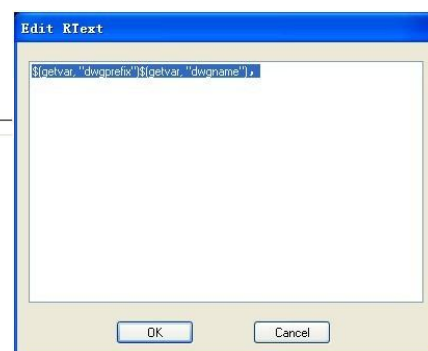 Edit RText
$(getvar, "dwgprefix")$(getvar, "dwgname")，
OK
Cancel